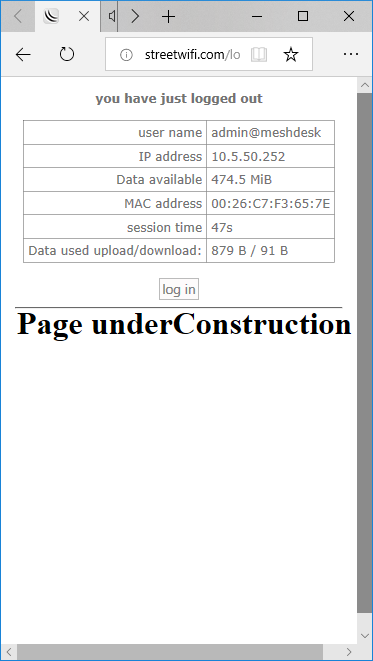 streetwifi.com/lo
you have just logged out
user name admin@meshdesk
IP address 10.5.50.252
Data available 474.5 MiB
MAC address 00:26:C7:F3:65:7E
session time 47s
Data used upload/download: 879 B / 91 B
log in
Page underConstruction